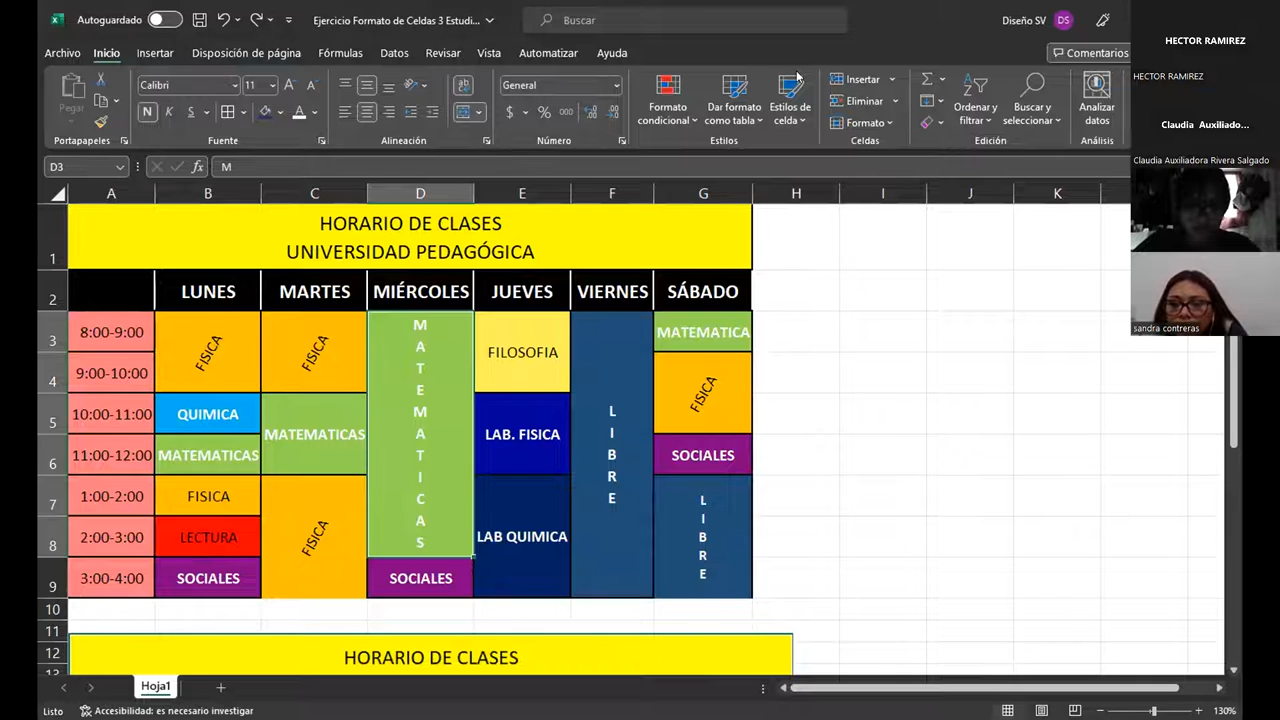 Autoguardado
Ejercicio Formato de Celdas 3 Estudi...
Buscar
Diseño SV
DS
Archivo
Inicio
Insertar
Disposición de página
Fórmulas
Datos
Revisar
Vista
Automatizar
Ayuda
Comentarios
Pegar
Portapapeles
Calibri
11
N
K
S
Fuente
Alineación
General
Número
Formato condicional
Dar formato como tabla
Estilos de celda
Estilos
Insertar
Eliminar
Formato
Celdas
Ordenar y filtrar
Buscar y seleccionar
Edición
Analizar datos
Análisis
HECTOR RAMIREZ
HECTOR RAMIREZ
Claudia Auxiliado...
Claudia Auxiliadora Rivera Salgado
sandra contreras
D3
fx
M
A B C D E F G H I J K
1
HORARIO DE CLASES
UNIVERSIDAD PEDAGÓGICA
2 LUNES MARTES MIÉRCOLES JUEVES VIERNES SÁBADO
3 8:00-9:00 FISICA FISICA MATEMATICAS FILOSOFIA LIBRE MATEMATICA
4 9:00-10:00 FISICA
5 10:00-11:00 QUIMICA MATEMATICAS LAB. FISICA
6 11:00-12:00 MATEMATICAS SOCIALES
7 1:00-2:00 FISICA FISICA LAB QUIMICA LIBRE
8 2:00-3:00 LECTURA
9 3:00-4:00 SOCIALES SOCIALES
10
11
12 HORARIO DE CLASES
13
Hoja1
Listo
Accesibilidad: es necesario investigar
130%